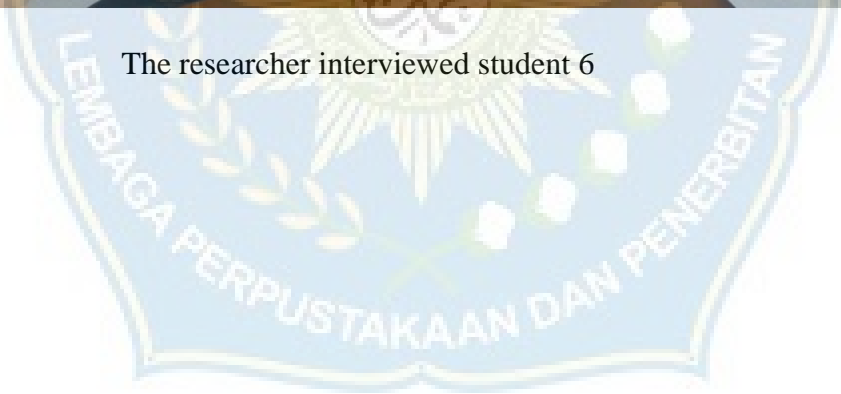 The researcher interviewed student 6
LEMBAGA PERPUSTAKAAN DAN PENERBITAN